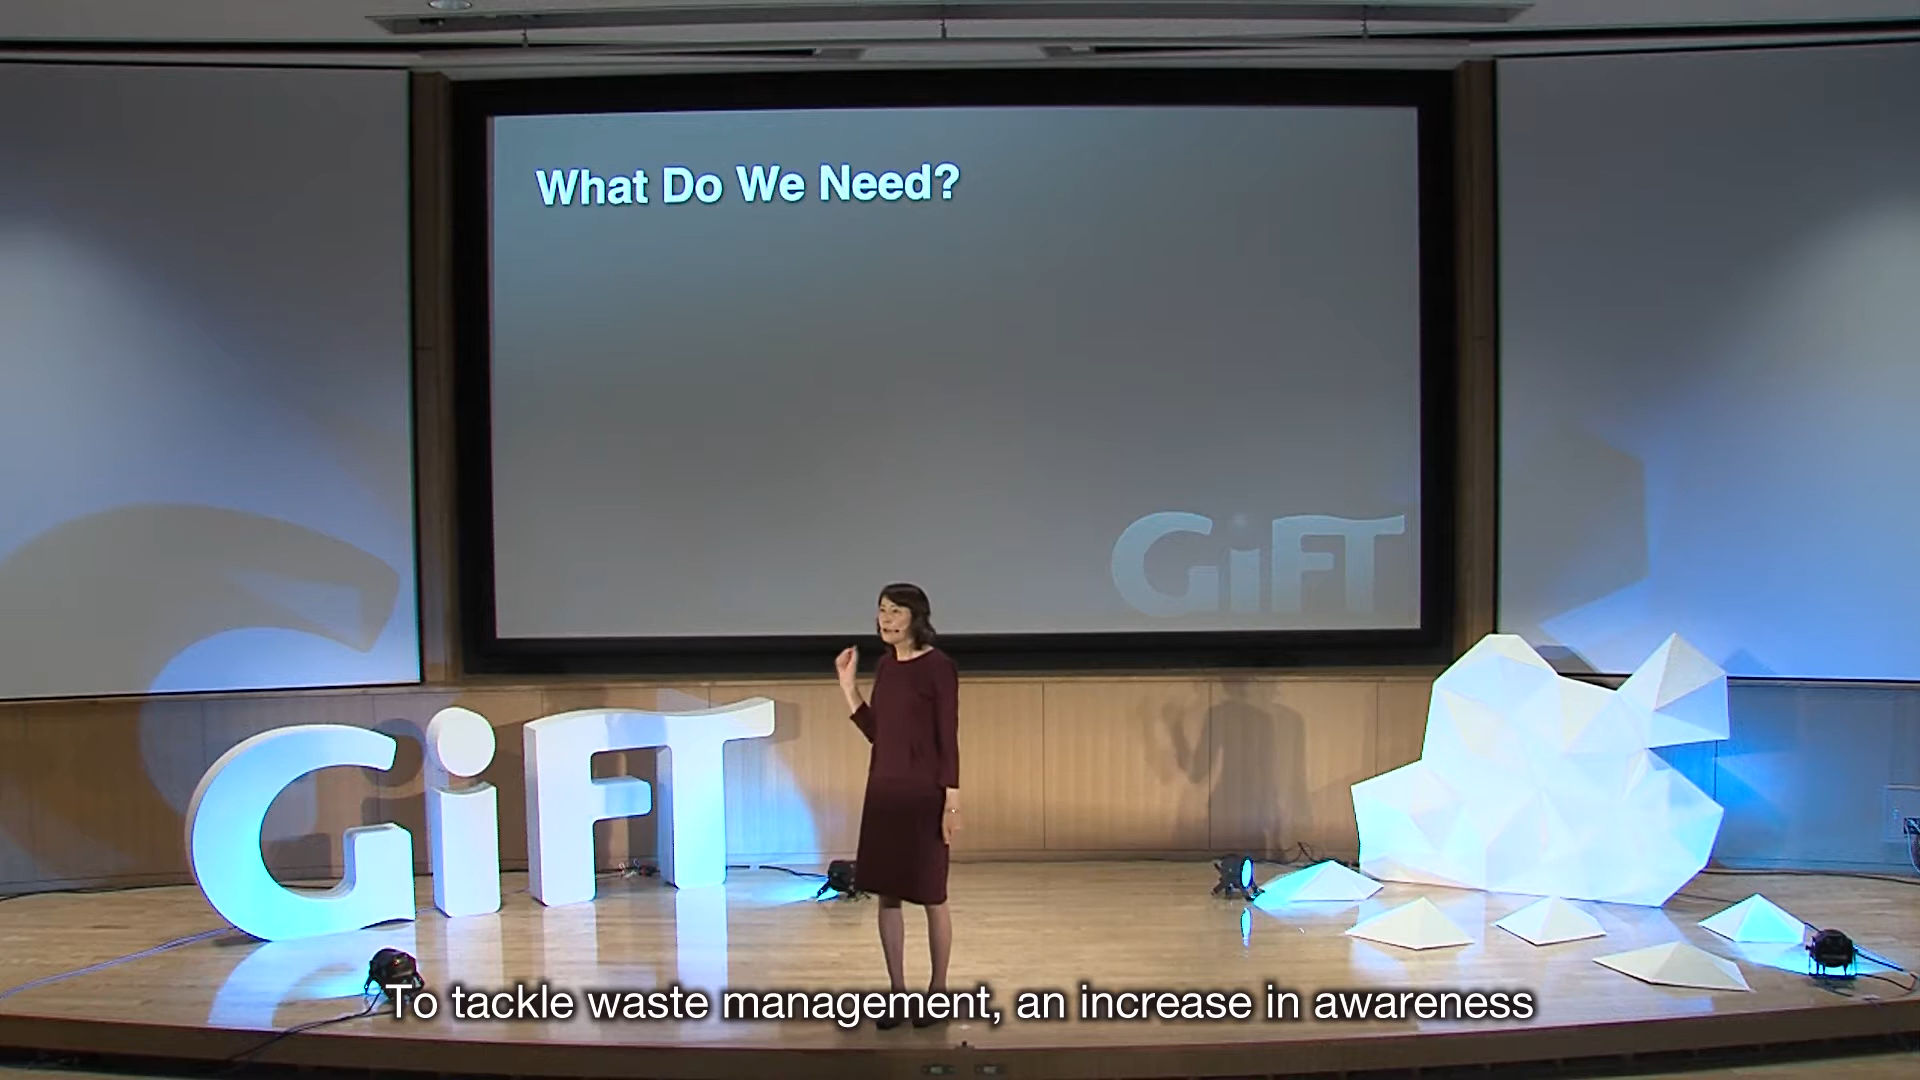 What Do We Need?
GiFT
GiFT
To tackle waste management, an increase in awareness